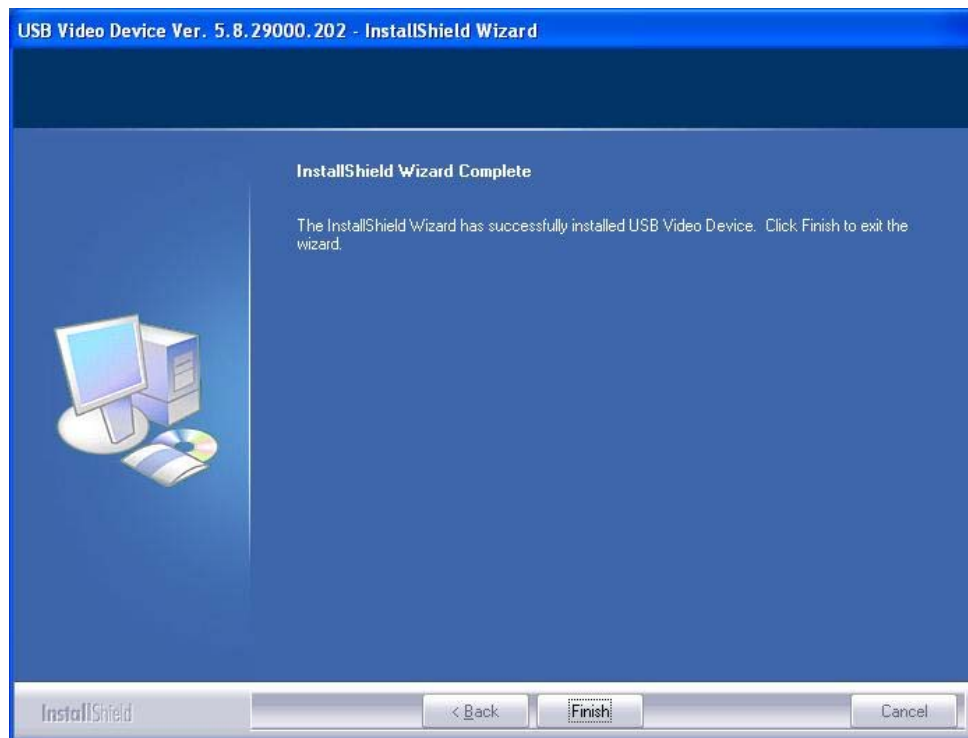 USB Video Device Ver. 5.8.29000.202 - InstallShield Wizard
InstallShield Wizard Complete
The InstallShield Wizard has successfully installed USB Video Device. Click Finish to exit the
wizard.
InstallShield
< Back
Finish
Cancel